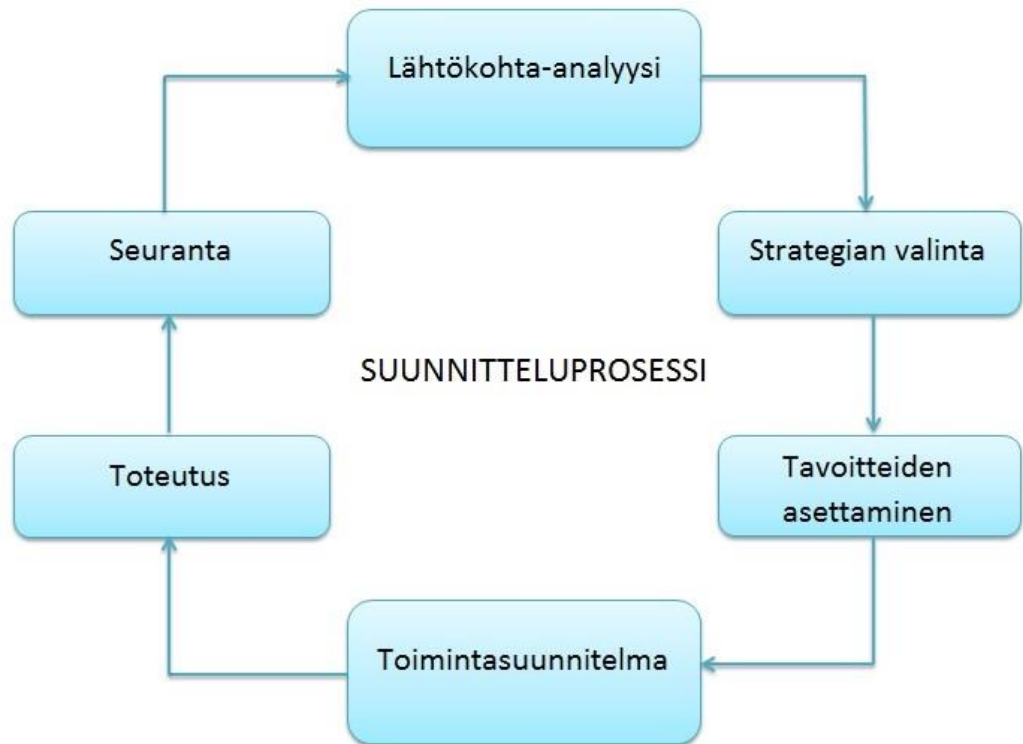 Lähtökohta-analyysi
Strategian valinta
Tavoitteiden
asettaminen
Toimintasuunnitelma
Toteutus
Seuranta
SUUNNITTELUPROSESSI